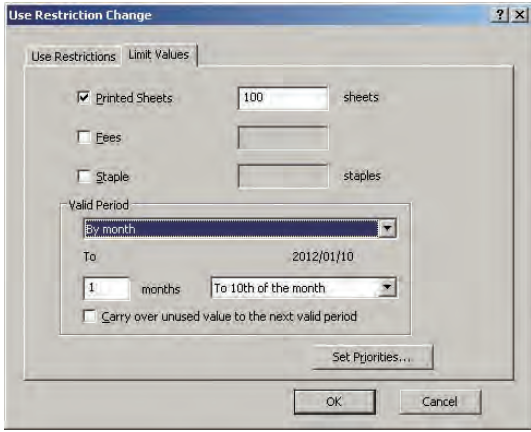 Use Restriction Change
Use Restrictions Limit Values
Printed Sheets 100 sheets
Fees
Staple staples
Valid Period
By month
To 2012/01/10
1 months To 10th of the month
Carry over unused value to the next valid period
Set Priorities...
OK Cancel